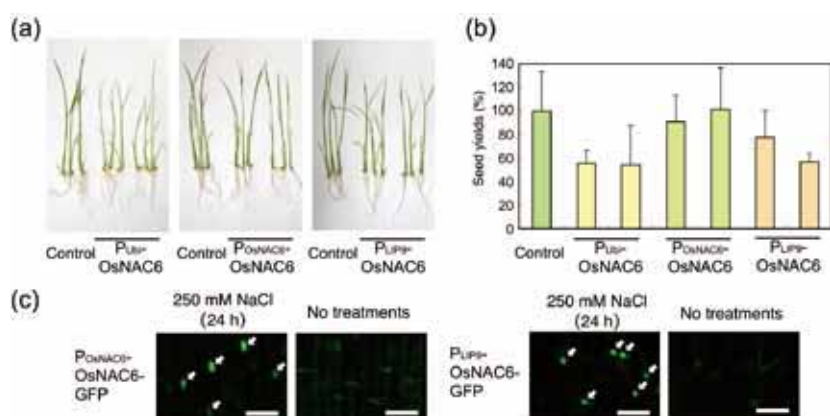 (a)
Control
PUbi-
OsNAC6
Control
POsNAC6-
OsNAC6
Control
PLIP9-
OsNAC6
(b)
Seed yields (%)
140
120
100
80
60
40
20
0
Control
PUbi-
OsNAC6
POsNAC6-
OsNAC6
PLIP9-
OsNAC6
(c)
250 mM NaCl
(24 h)
No treatments
POsNAC6-
OsNAC6-
GFP
250 mM NaCl
(24 h)
No treatments
PLIP9-
OsNAC6-
GFP